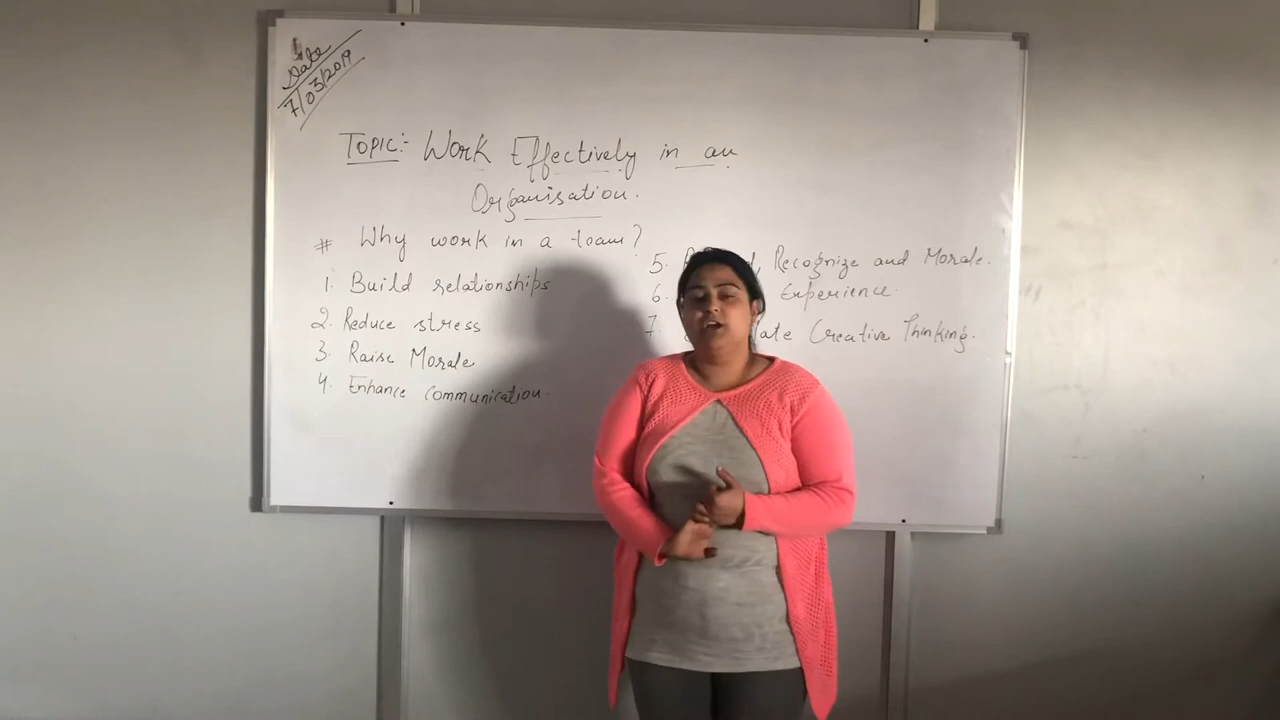 Date
7/03/2019
Topic:- Work Effectively in an
Organisation.
# Why work in a team?
1. Build relationships
2. Reduce stress
3. Raise Morale
4. Enhance communication.
5. Recognize and Morale.
6. Experience.
7. Creative Thinking.